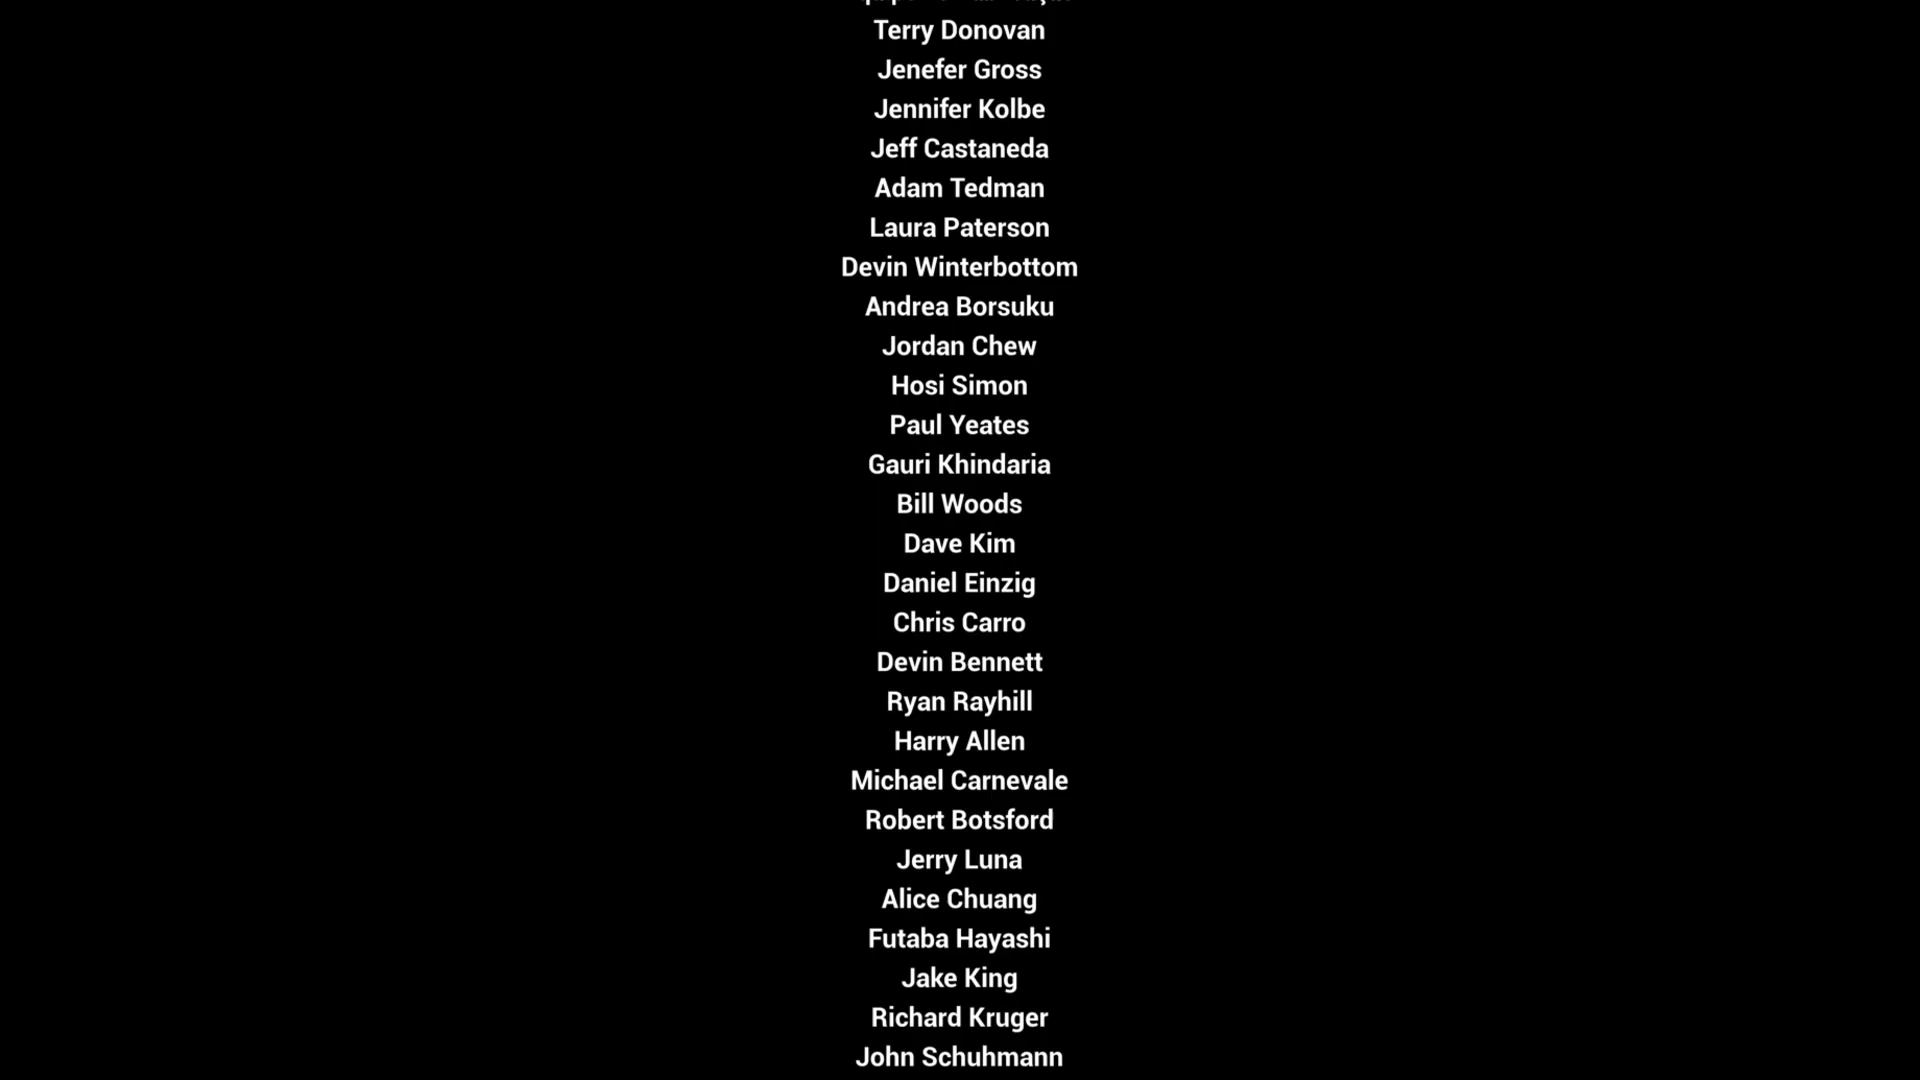 Terry Donovan
Jenefer Gross
Jennifer Kolbe
Jeff Castaneda
Adam Tedman
Laura Paterson
Devin Winterbottom
Andrea Borsuku
Jordan Chew
Hosi Simon
Paul Yeates
Gauri Khindaria
Bill Woods
Dave Kim
Daniel Einzig
Chris Carro
Devin Bennett
Ryan Rayhill
Harry Allen
Michael Carnevale
Robert Botsford
Jerry Luna
Alice Chuang
Futaba Hayashi
Jake King
Richard Kruger
John Schuhmann